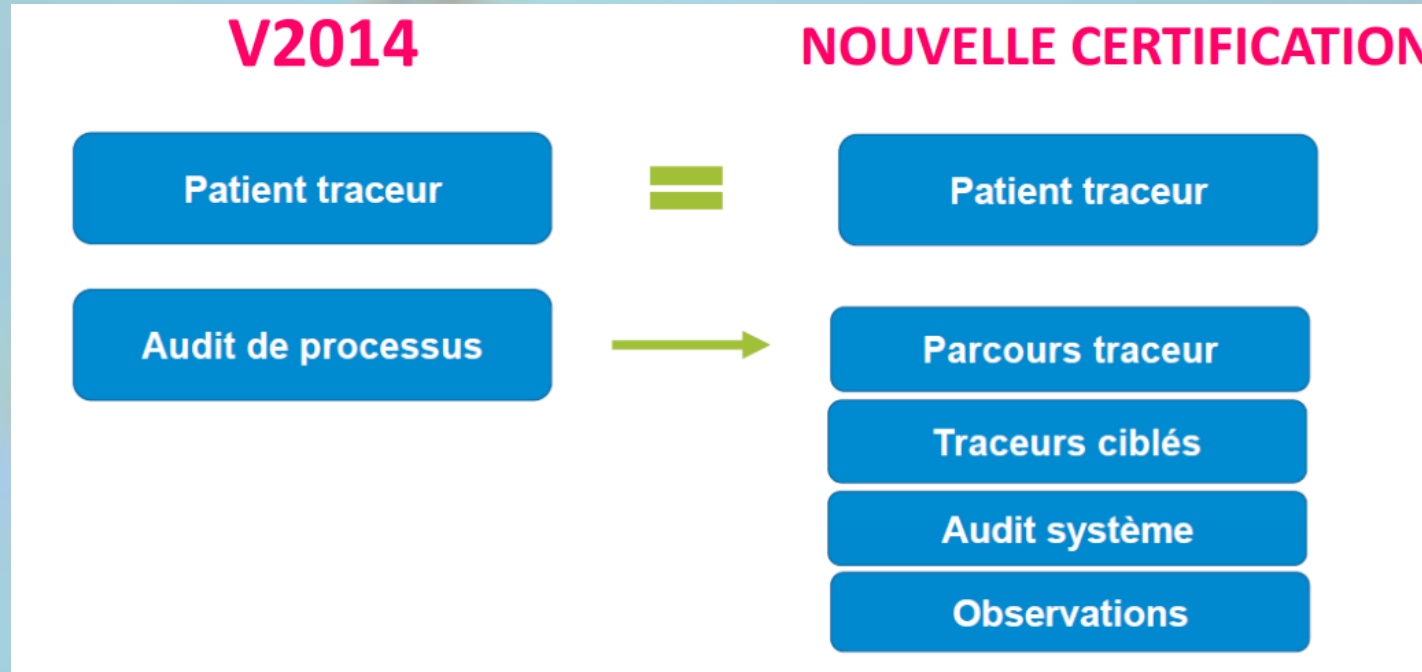 V2014
NOUVELLE CERTIFICATION
Patient traceur
Patient traceur
Audit de processus
Parcours traceur
Traceurs ciblés
Audit système
Observations